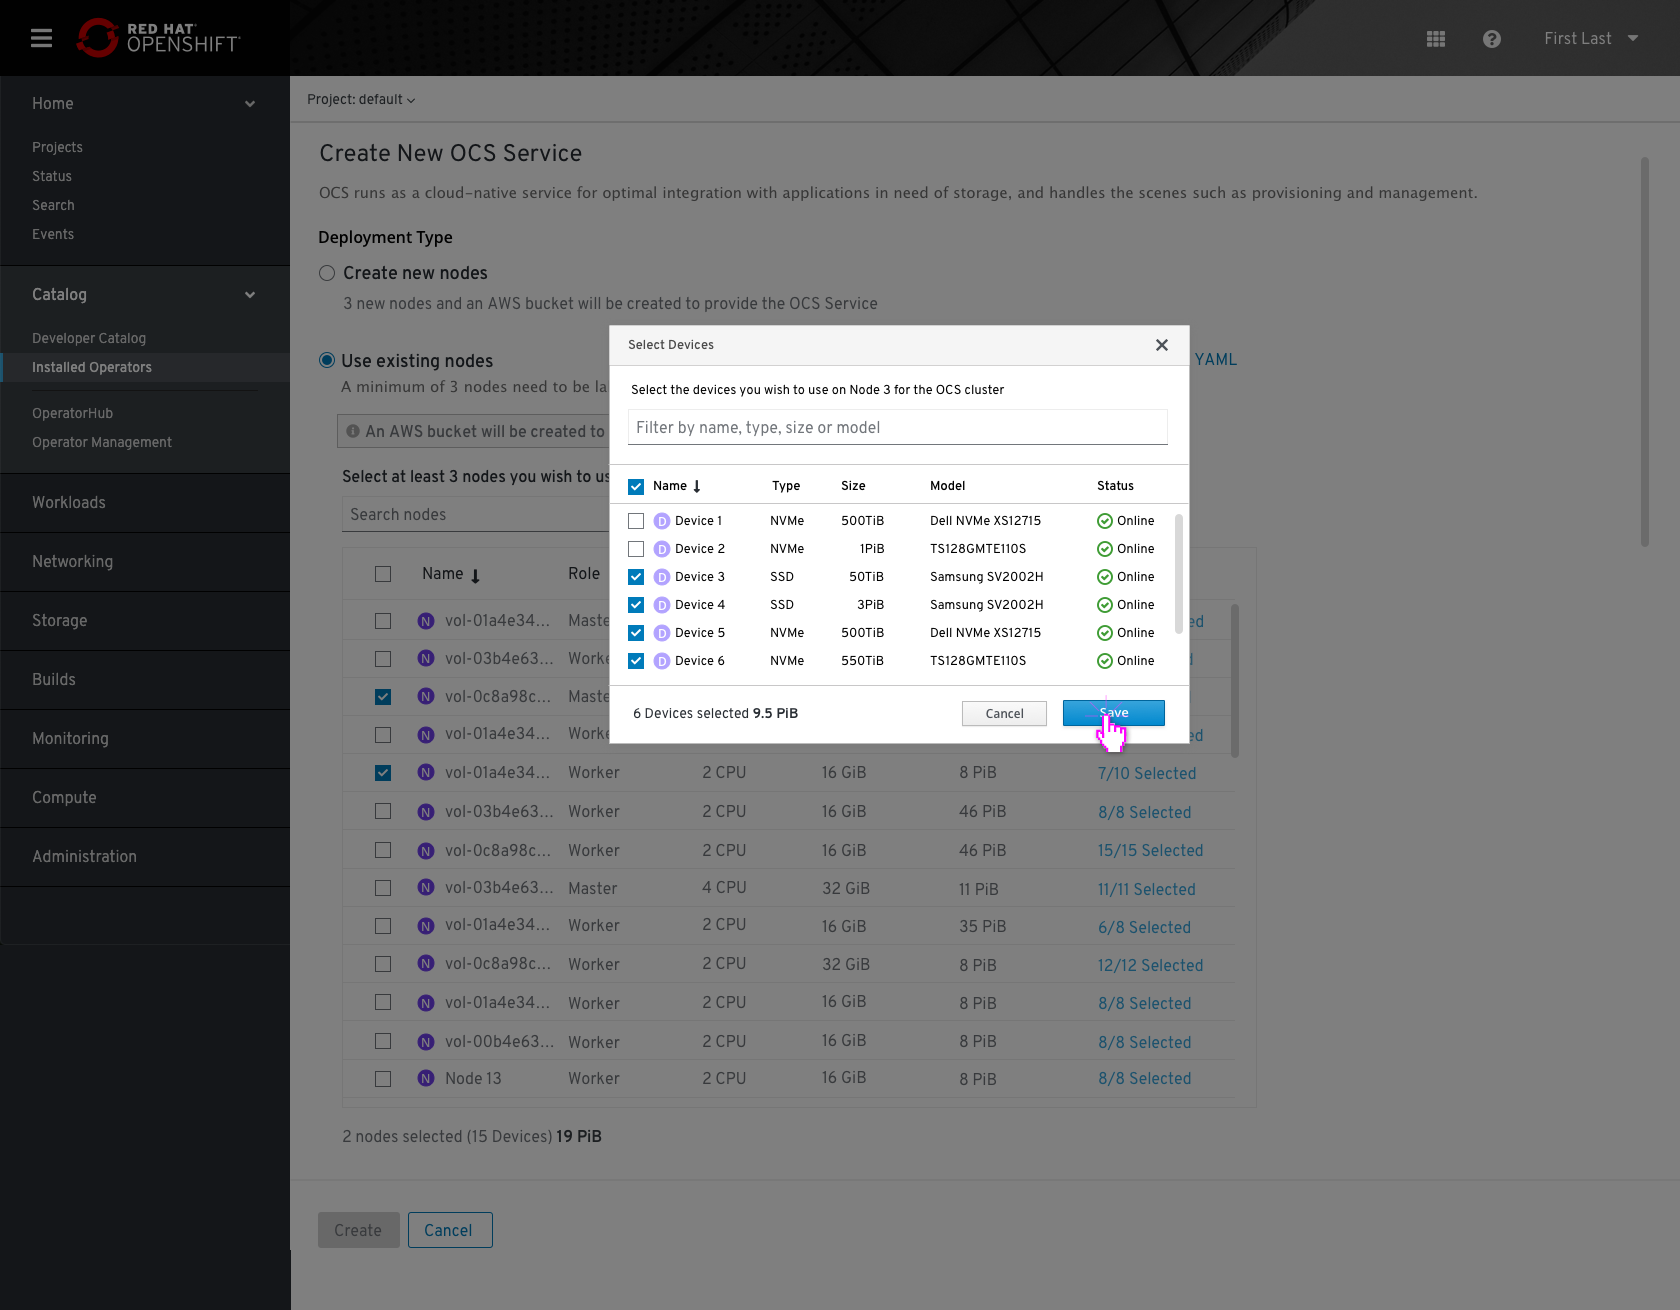 RED HAT
OPENSHIFT
First Last
Home
Projects
Status
Search
Events
Catalog
Developer Catalog
Installed Operators
OperatorHub
Operator Management
Workloads
Networking
Storage
Builds
Monitoring
Compute
Administration
Project: default
Create New OCS Service
OCS runs as a cloud-native service for optimal integration with applications in need of storage, and handles the scenes such as provisioning and management.
Deployment Type
Create new nodes
3 new nodes and an AWS bucket will be created to provide the OCS Service
Use existing nodes
YAML
A minimum of 3 nodes need to be la
An AWS bucket will be created to
Select at least 3 nodes you wish to us
Search nodes
Name Role
N vol-01a4e34... Maste ed
N vol-03b4e63... Worke
N vol-0c8a98c... Maste
N vol-01a4e34... Worke ed
N vol-01a4e34... Worker 2 CPU 16 GiB 8 PiB 7/10 Selected
N vol-03b4e63... Worker 2 CPU 16 GiB 46 PiB 8/8 Selected
N vol-0c8a98c... Worker 2 CPU 16 GiB 46 PiB 15/15 Selected
N vol-03b4e63... Master 4 CPU 32 GiB 11 PiB 11/11 Selected
N vol-01a4e34... Worker 2 CPU 16 GiB 35 PiB 6/8 Selected
N vol-0c8a98c... Worker 2 CPU 32 GiB 8 PiB 12/12 Selected
N vol-01a4e34... Worker 2 CPU 16 GiB 8 PiB 8/8 Selected
N vol-00b4e63... Worker 2 CPU 16 GiB 8 PiB 8/8 Selected
N Node 13 Worker 2 CPU 16 GiB 8 PiB 8/8 Selected
2 nodes selected (15 Devices) 19 PiB
Create Cancel
Select Devices
Select the devices you wish to use on Node 3 for the OCS cluster
Filter by name, type, size or model
Name Type Size Model Status
D Device 1 NVMe 500TiB Dell NVMe XS12715 Online
D Device 2 NVMe 1PiB TS128GMTE110S Online
D Device 3 SSD 50TiB Samsung SV2002H Online
D Device 4 SSD 3PiB Samsung SV2002H Online
D Device 5 NVMe 500TiB Dell NVMe XS12715 Online
D Device 6 NVMe 550TiB TS128GMTE110S Online
6 Devices selected 9.5 PiB
Cancel Save